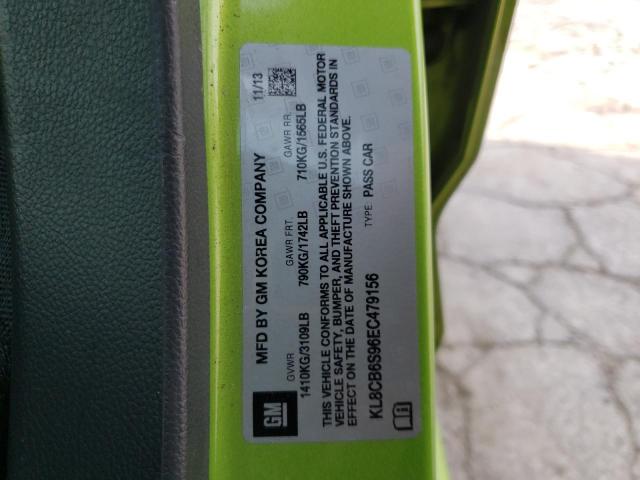 GM
MFD BY GM KOREA COMPANY 11/13
GVWR GAWR FRT. GAWR RR.
1410KG/3109LB 790KG/1742LB 710KG/1565LB
THIS VEHICLE CONFORMS TO ALL APPLICABLE U.S. FEDERAL MOTOR
VEHICLE SAFETY, BUMPER, AND THEFT PREVENTION STANDARDS IN
EFFECT ON THE DATE OF MANUFACTURE SHOWN ABOVE.
KL8CB6S96EC479156 TYPE PASS CAR